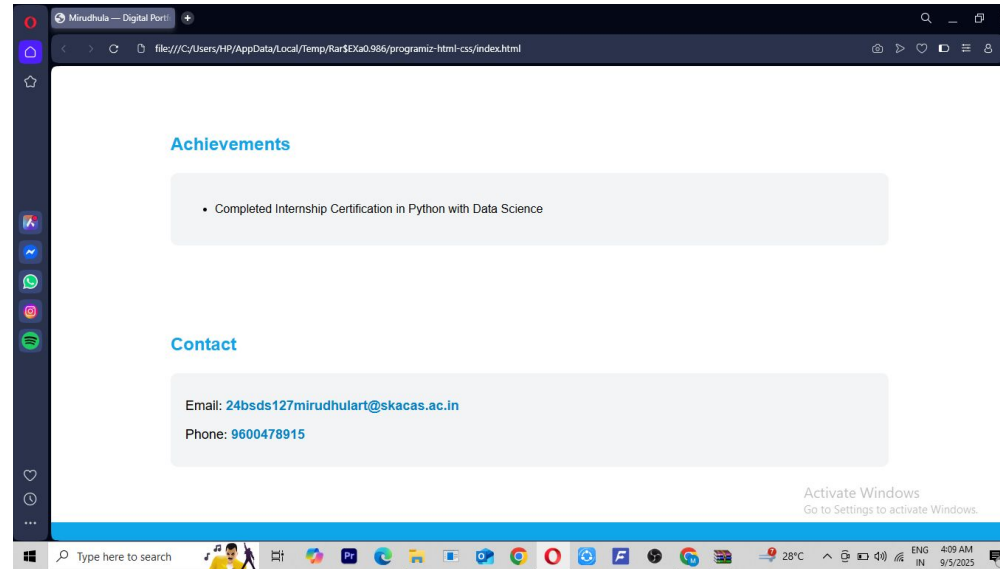 Mirudhula — Digital Portf
file:///C:/Users/HP/AppData/Local/Temp/Rar$EXa0.986/programiz-html-css/index.html
Achievements
• Completed Internship Certification in Python with Data Science
Contact
Email: 24bsds127mirudhulart@skacas.ac.in
Phone: 9600478915
Activate Windows
Go to Settings to activate Windows.
Type here to search
Pr
28°C
ENG
IN
4:09 AM
9/5/2025